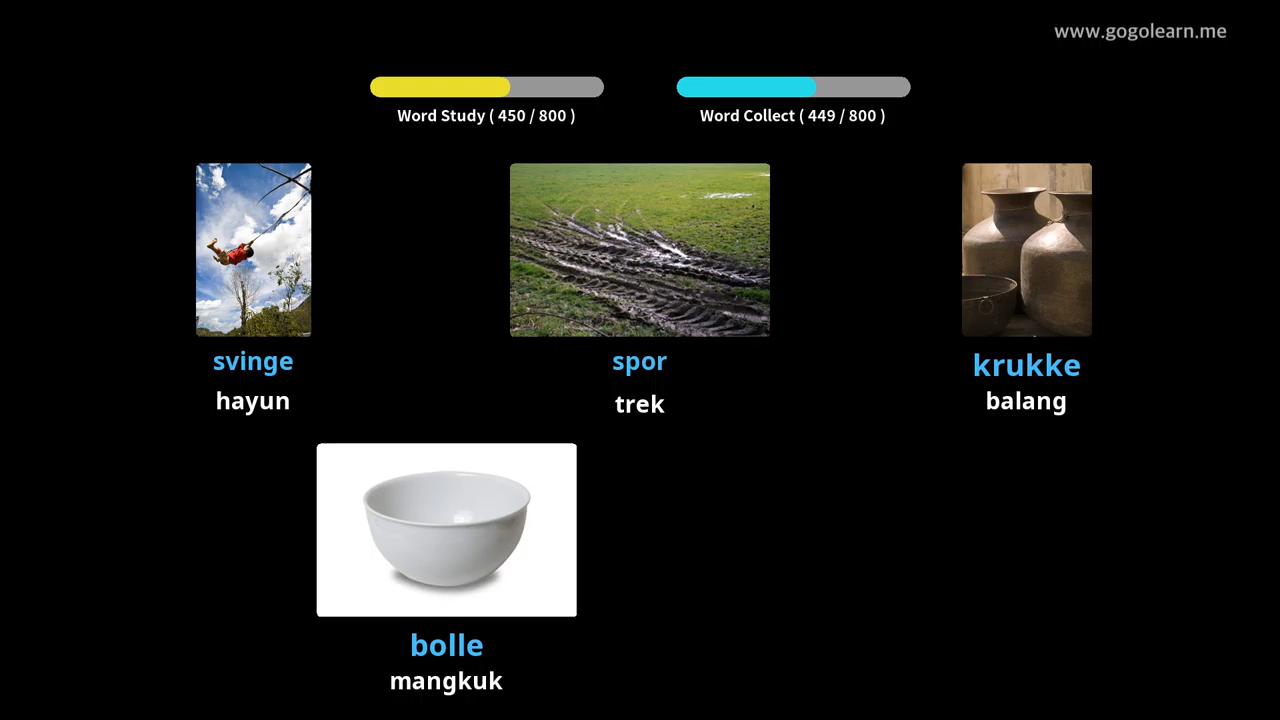 www.gogolearn.me
Word Study ( 450 / 800 )
Word Collect ( 449 / 800 )
svinge
hayun
spor
trek
krukke
balang
bolle
mangkuk